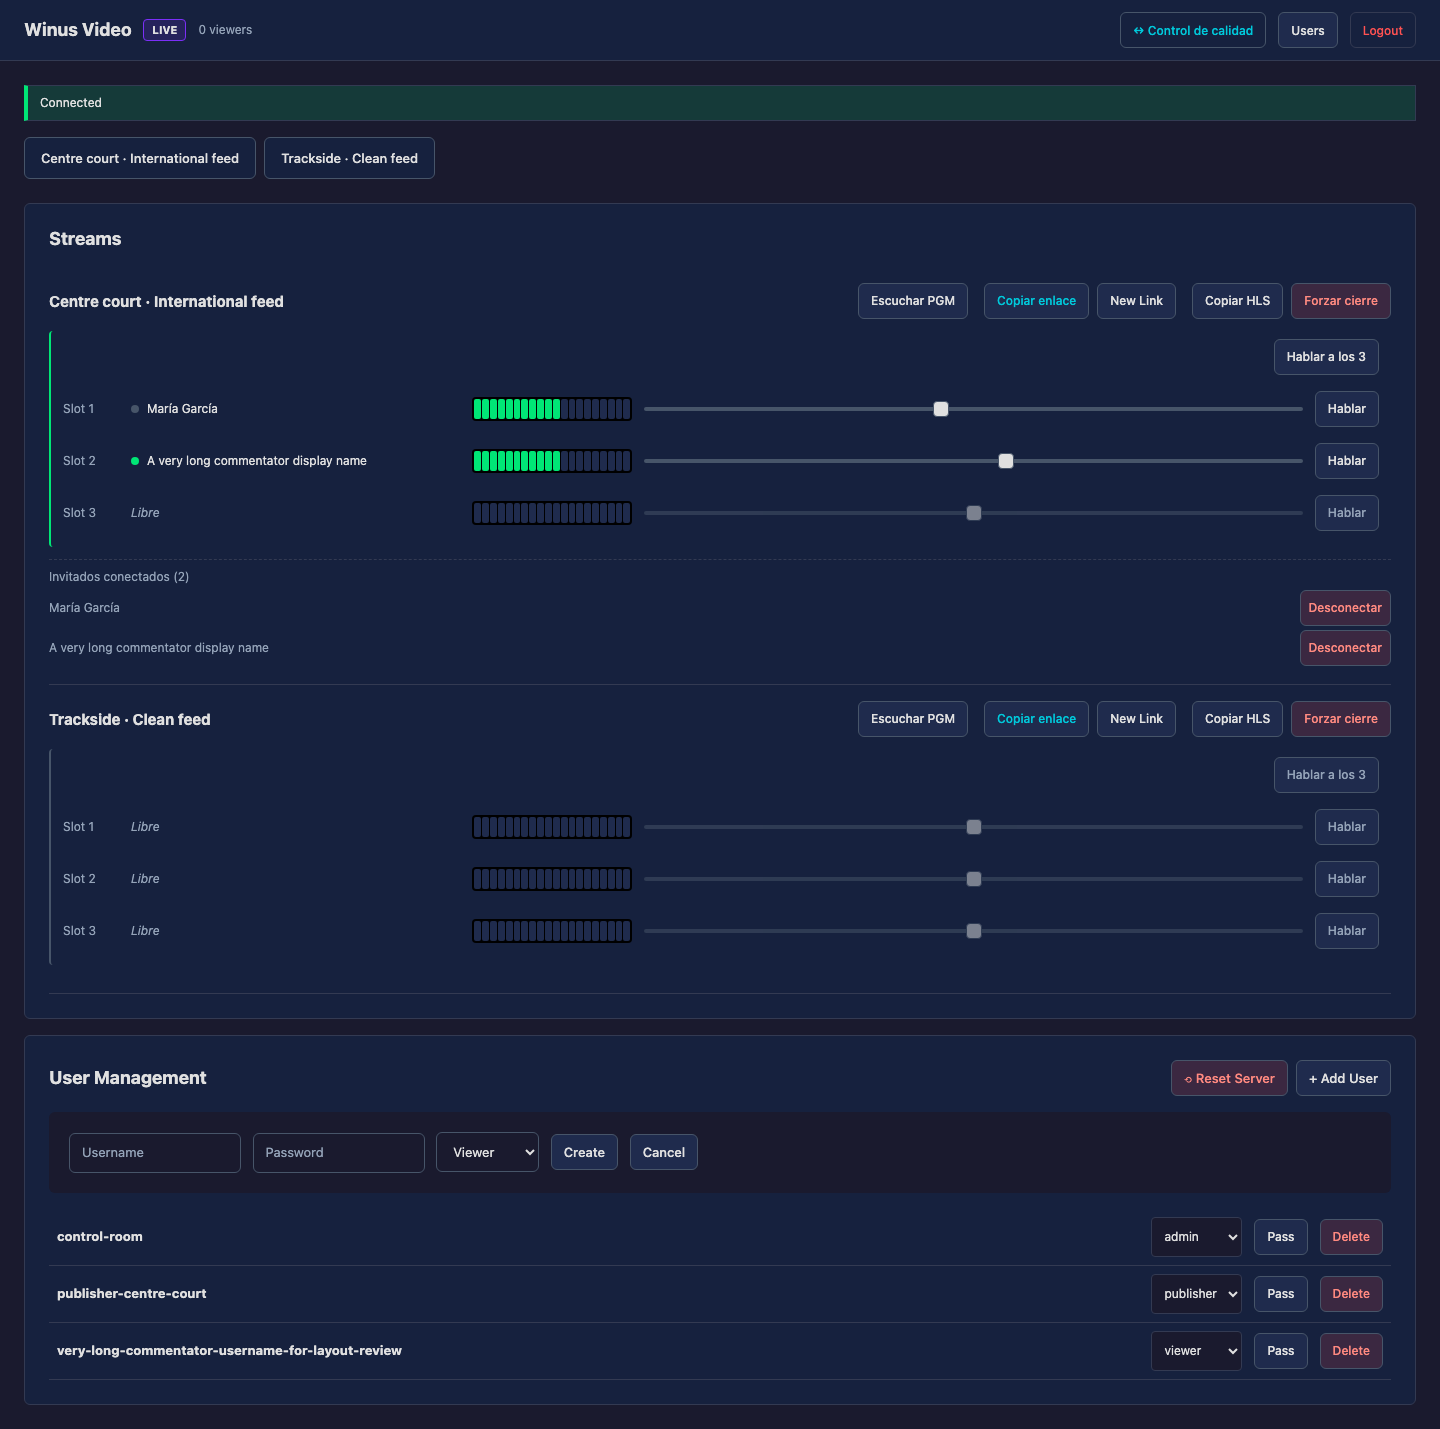 Winus Video LIVE 0 viewers ↔ Control de calidad Users Logout
Connected
Centre court · International feed Trackside · Clean feed
Streams
Centre court · International feed Escuchar PGM Copiar enlace New Link Copiar HLS Forzar cierre
Hablar a los 3
Slot 1 María García Hablar
Slot 2 A very long commentator display name Hablar
Slot 3 Libre Hablar
Invitados conectados (2)
María García Desconectar
A very long commentator display name Desconectar
Trackside · Clean feed Escuchar PGM Copiar enlace New Link Copiar HLS Forzar cierre
Hablar a los 3
Slot 1 Libre Hablar
Slot 2 Libre Hablar
Slot 3 Libre Hablar
User Management ⟲ Reset Server + Add User
Username Password Viewer Create Cancel
control-room admin Pass Delete
publisher-centre-court publisher Pass Delete
very-long-commentator-username-for-layout-review viewer Pass Delete